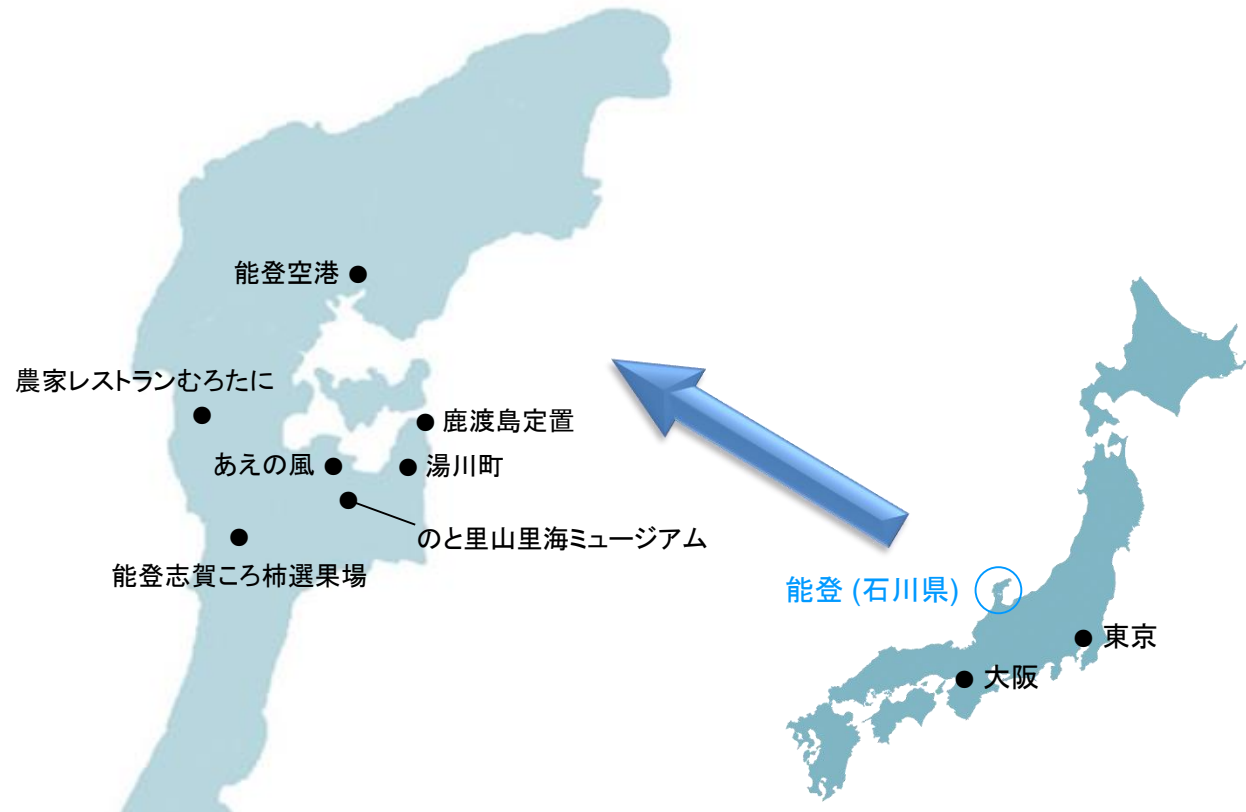 能登空港
農家レストランむろたに
鹿渡島定置
あえの風
湯川町
のと里山里海ミュージアム
能登志賀ころ柿選果場
能登 (石川県)
東京
大阪